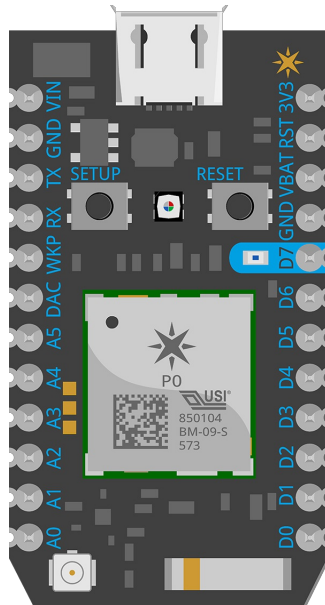 VIN
3V3
GND
RST
TX
SETUP
RESET
VBAT
RX
GND
WKP
D7
DAC
D6
A5
D5
A4
D4
P0
USI®
A3
850104
D3
BM-09-S
573
A2
D2
A1
D1
A0
D0